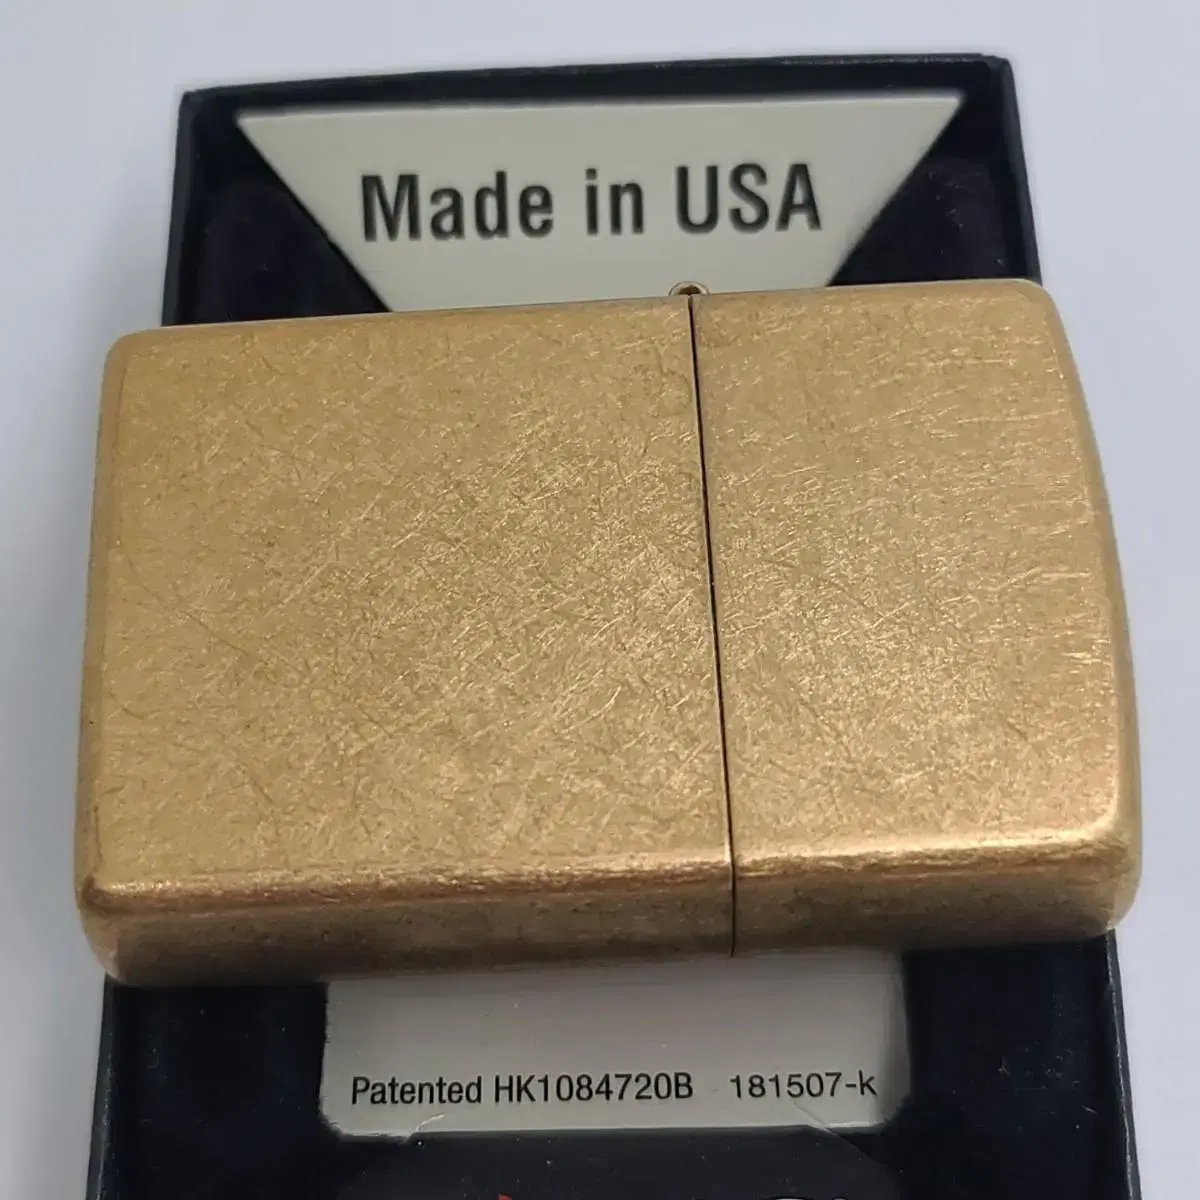 Made in USA
Patented HK1084720B 181507-k